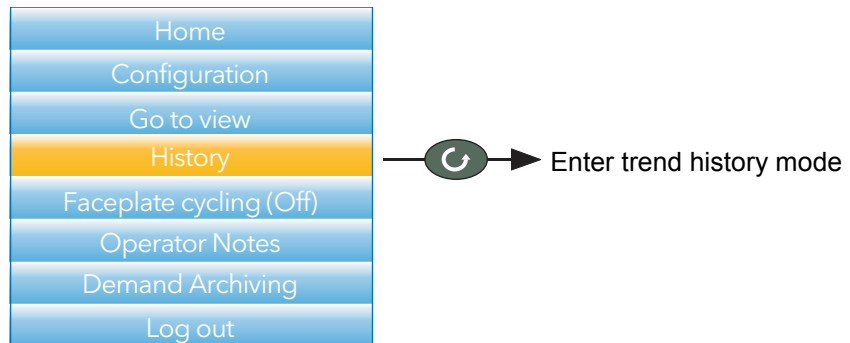 Home
Configuration
Go to view
History
Enter trend history mode
Faceplate cycling (Off)
Operator Notes
Demand Archiving
Log out